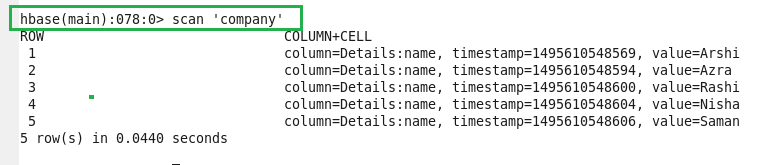 hbase(main):078:0> scan 'company'
ROW COLUMN+CELL
1 column=Details:name, timestamp=1495610548569, value=Arshi
2 column=Details:name, timestamp=1495610548594, value=Azra
3 column=Details:name, timestamp=1495610548600, value=Rashi
4 column=Details:name, timestamp=1495610548604, value=Nisha
5 column=Details:name, timestamp=1495610548606, value=Saman
5 row(s) in 0.0440 seconds